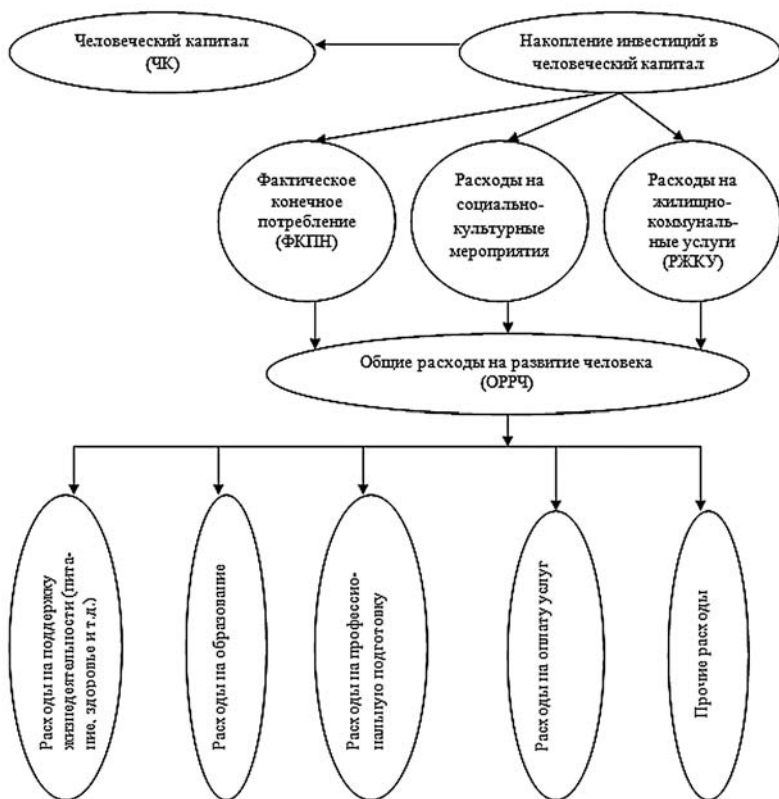 Человеческий капитал
(ЧК)
Накопление инвестиций в
человеческий капитал
Фактическое
конечное
потребление
(ФКПН)
Расходы на
социально-
культурные
мероприятия
Расходы на
жилищно-
коммуналь-
ные услуги
(РЖКУ)
Общие расходы на развитие человека
(ОРРЧ)
Расходы на поддержку
жизнедеятельности (пита-
ние, здоровье и т.д.)
Расходы на образование
Расходы на профессио-
нальную подготовку
Расходы на оплату услуг
Прочие расходы